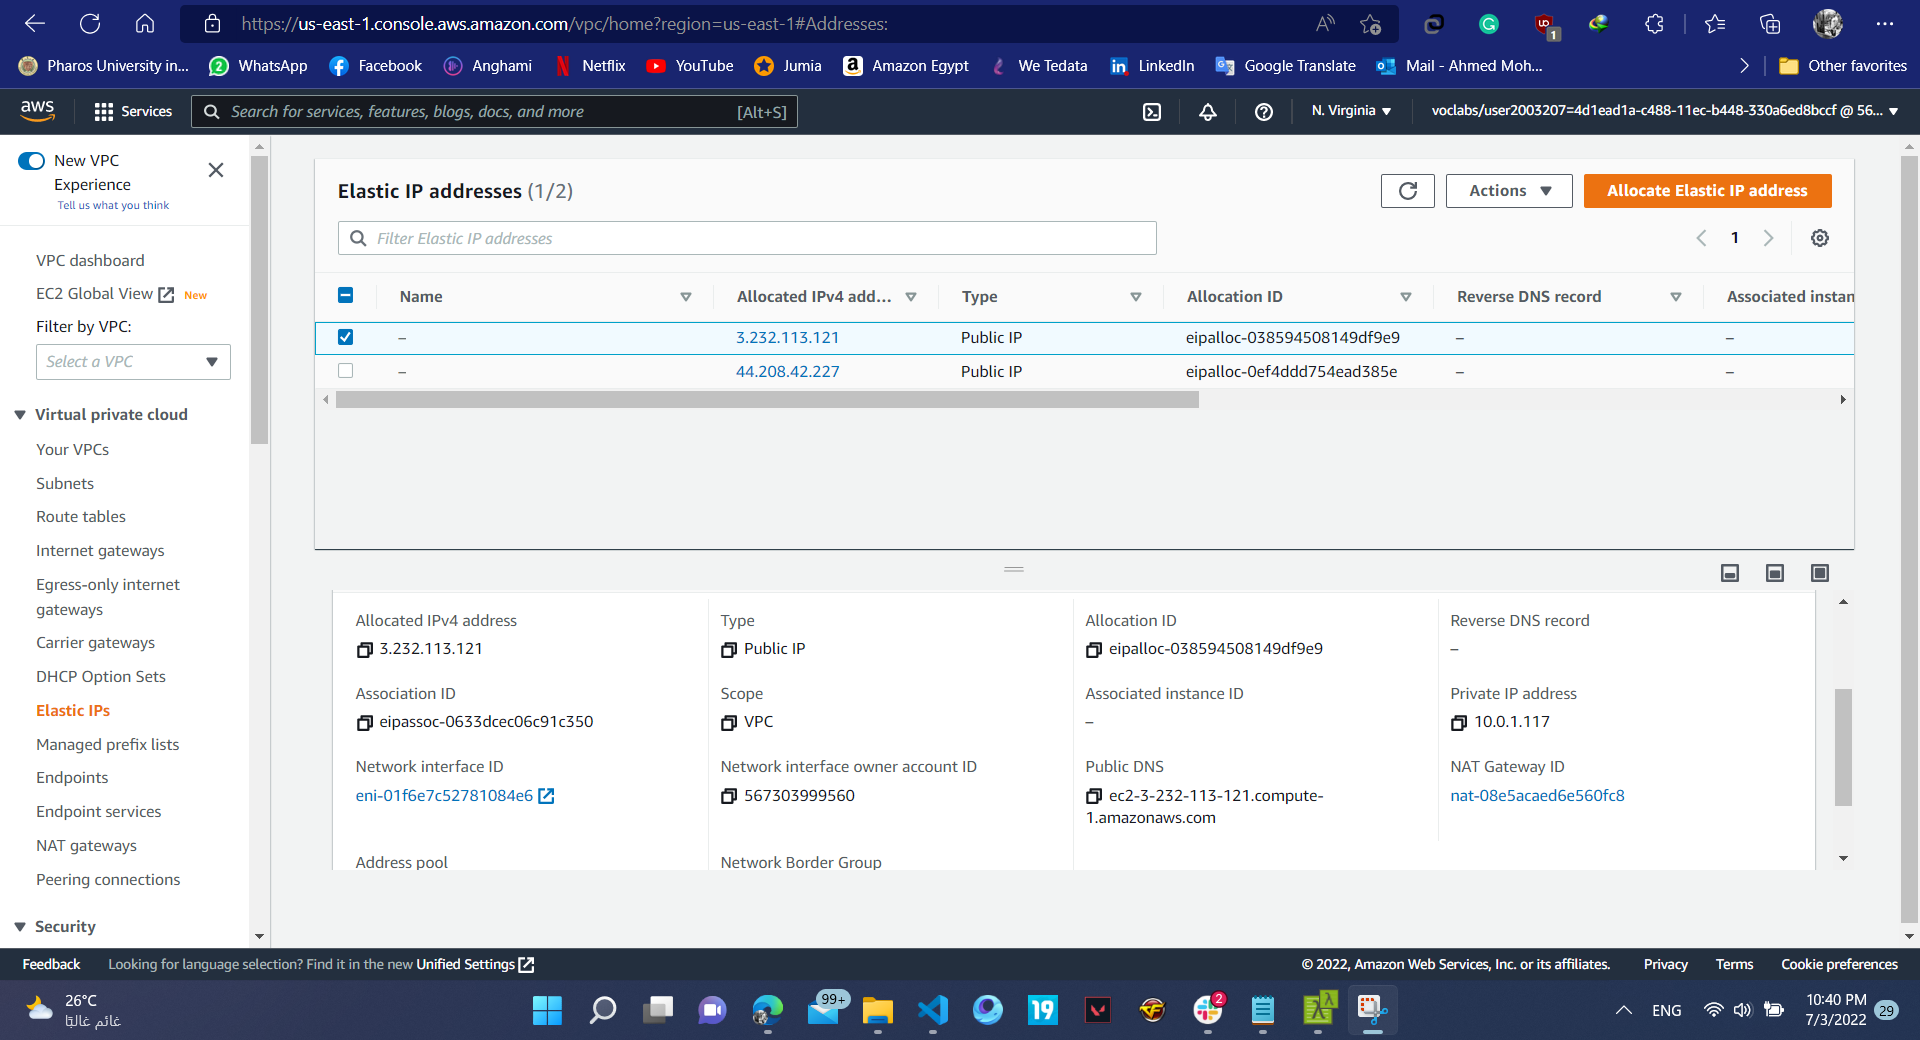 https://us-east-1.console.aws.amazon.com/vpc/home?region=us-east-1#Addresses:
1
Pharos University in...
2
WhatsApp
Facebook
Anghami
Netflix
YouTube
Jumia
Amazon Egypt
We Tedata
LinkedIn
Google Translate
Mail - Ahmed Moh...
Other favorites
aws
Services
Search for services, features, blogs, docs, and more
[Alt+S]
N. Virginia
voclabs/user2003207=4d1ead1a-c488-11ec-b448-330a6ed8bccf @ 56...
New VPC
Experience
Tell us what you think
VPC dashboard
EC2 Global View
New
Filter by VPC:
Select a VPC
Virtual private cloud
Your VPCs
Subnets
Route tables
Internet gateways
Egress-only internet
gateways
Carrier gateways
DHCP Option Sets
Elastic IPs
Managed prefix lists
Endpoints
Endpoint services
NAT gateways
Peering connections
Security
Elastic IP addresses (1/2)
Actions
Allocate Elastic IP address
Filter Elastic IP addresses
1
Name
Allocated IPv4 add...
Type
Allocation ID
Reverse DNS record
Associated instan
– 3.232.113.121 Public IP eipalloc-038594508149df9e9 – –
– 44.208.42.227 Public IP eipalloc-0ef4ddd754ead385e – –
Allocated IPv4 address
3.232.113.121
Type
Public IP
Allocation ID
eipalloc-038594508149df9e9
Reverse DNS record
–
Association ID
eipassoc-0633dcec06c91c350
Scope
VPC
Associated instance ID
–
Private IP address
10.0.1.117
Network interface ID
eni-01f6e7c52781084e6
Network interface owner account ID
567303999560
Public DNS
ec2-3-232-113-121.compute-
1.amazonaws.com
NAT Gateway ID
nat-08e5acaed6e560fc8
Address pool
Network Border Group
Feedback
Looking for language selection? Find it in the new Unified Settings
© 2022, Amazon Web Services, Inc. or its affiliates.
Privacy
Terms
Cookie preferences
26°C
غائم غالبًا
99+
19
2
ENG
10:40 PM
7/3/2022
29